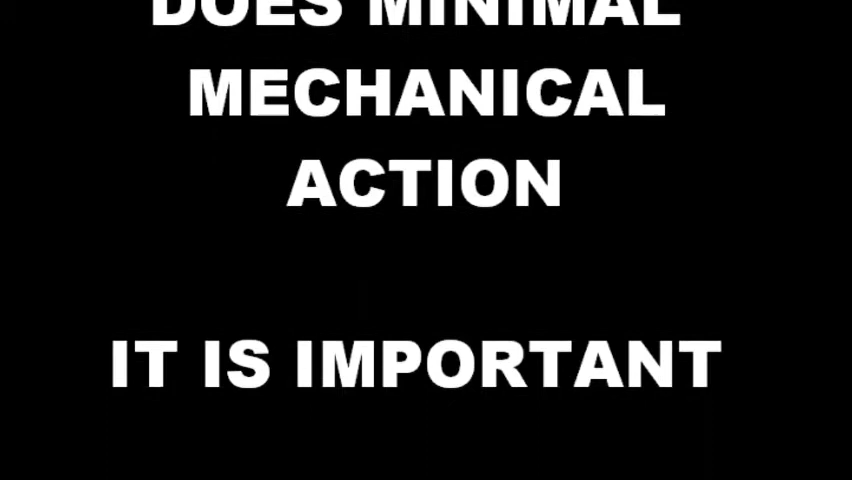 DOES MINIMAL
MECHANICAL
ACTION
IT IS IMPORTANT